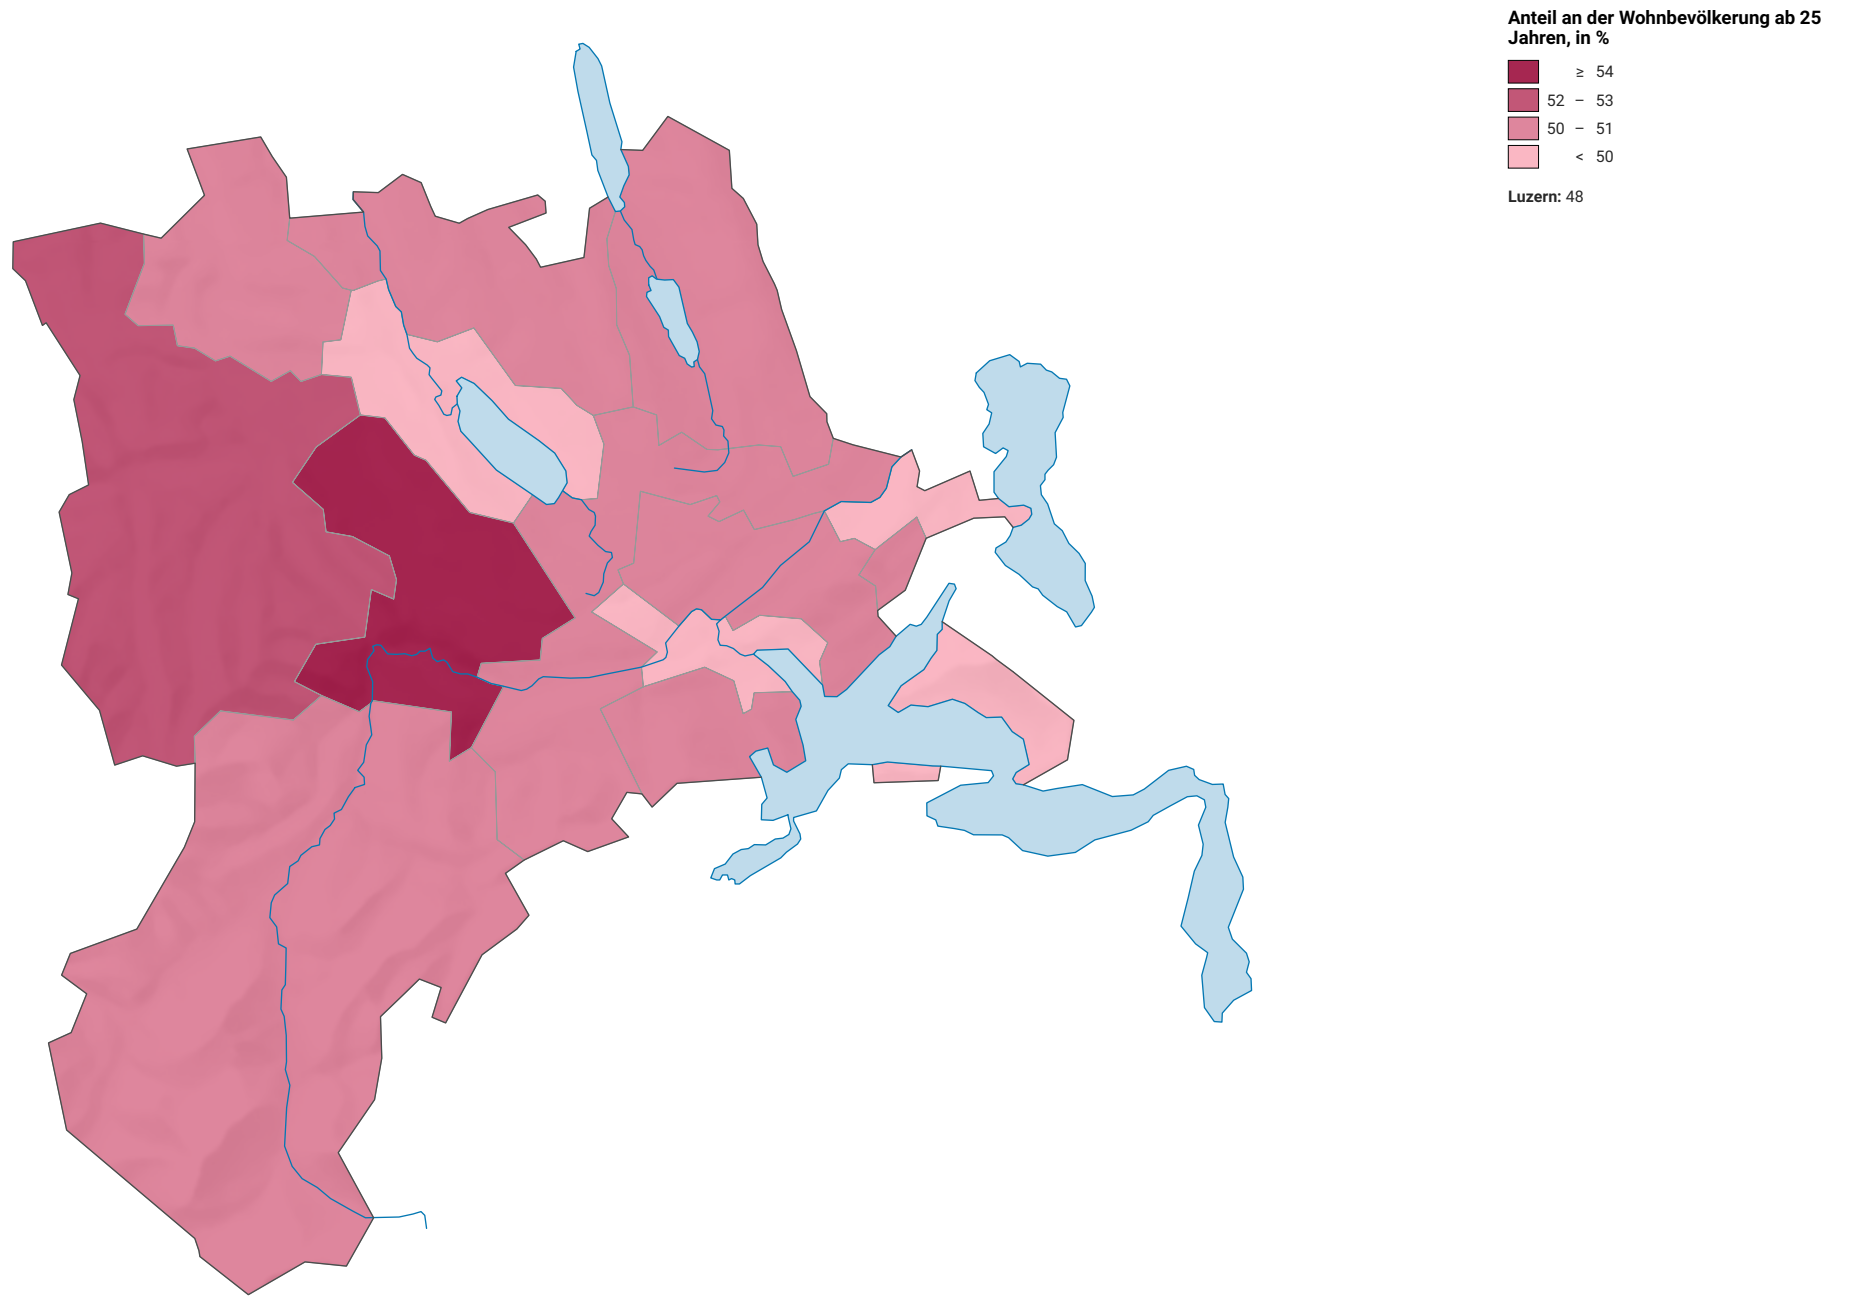 Anteil an der Wohnbevölkerung ab 25
Jahren, in %
≥ 54
52 – 53
50 – 51
< 50
Luzern: 48